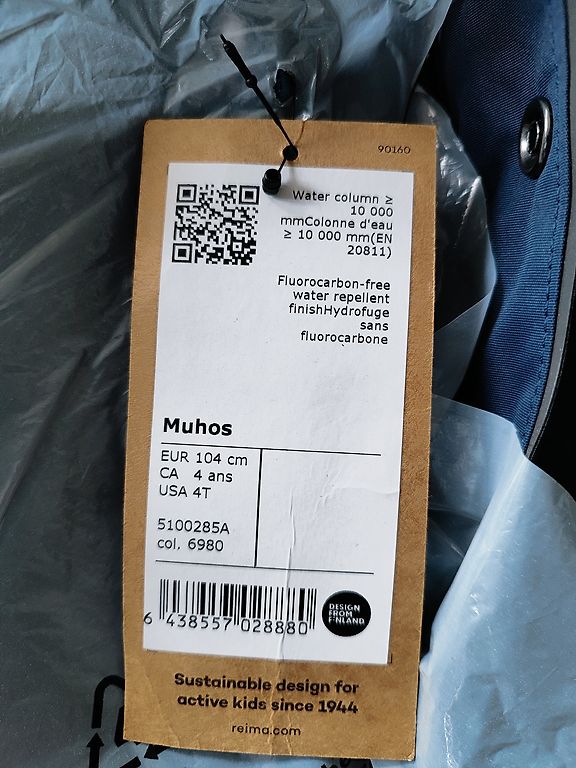 90160
Water column ≥
10 000
mmColonne d'eau
≥ 10 000 mm(EN
20811)
Fluorocarbon-free
water repellent
finishHydrofuge
sans
fluorocarbone
Muhos
EUR 104 cm
CA 4 ans
USA 4T
5100285A
col. 6980
6 438557 028880
DESIGN
FROM
FINLAND
Sustainable design for
active kids since 1944
reima.com